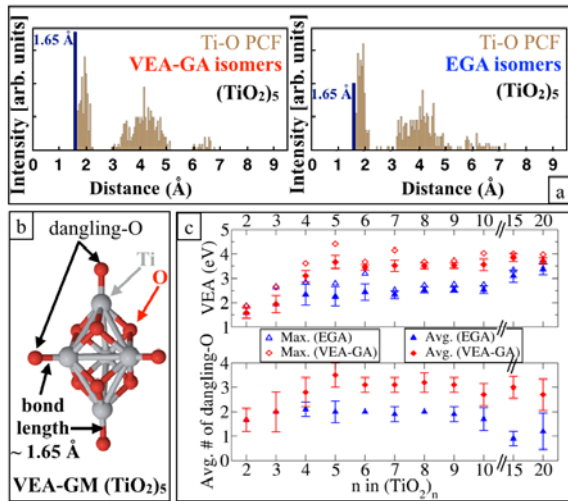 Intensity [arb. units]
1.65 Å
Ti-O PCF
VEA-GA isomers
(TiO₂)₅
0 1 2 3 4 5 6 7 8 9
Distance (Å)
Intensity [arb. units]
1.65 Å
Ti-O PCF
EGA isomers
(TiO₂)₅
0 1 2 3 4 5 6 7 8 9
Distance (Å)
a
b
dangling-O
Ti
O
bond
length
~ 1.65 Å
VEA-GM (TiO₂)₅
c
2 3 4 5 6 7 8 9 10 15 20
VEA (eV)
5
4
3
2
1
Max. (EGA)
Avg. (EGA)
Max. (VEA-GA)
Avg. (VEA-GA)
Avg. # of dangling-O
4
3
2
1
0
2 3 4 5 6 7 8 9 10 15 20
n in (TiO₂)ₙ